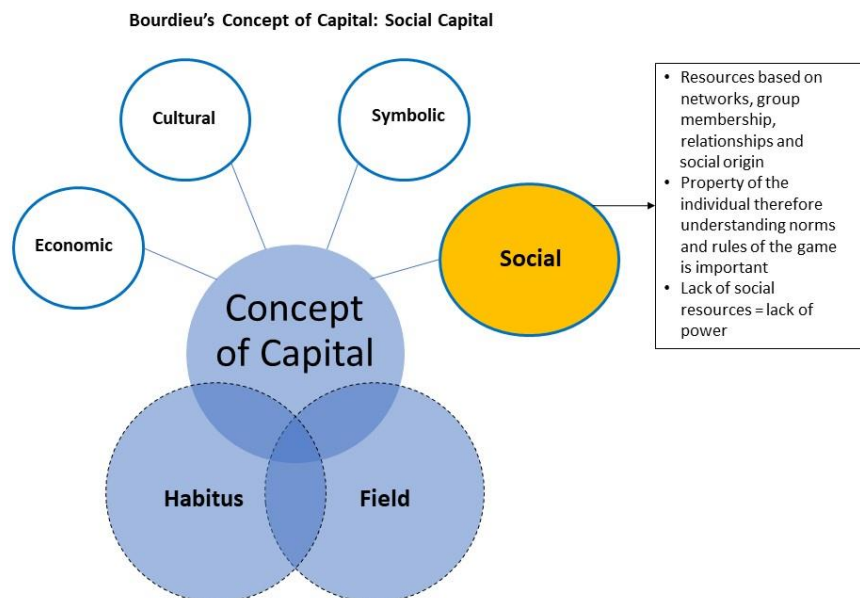 Bourdieu's Concept of Capital: Social Capital
Cultural
Symbolic
Economic
Social
Concept
of Capital
Habitus
Field
• Resources based on
networks, group
membership,
relationships and
social origin
• Property of the
individual therefore
understanding norms
and rules of the game
is important
• Lack of social
resources = lack of
power